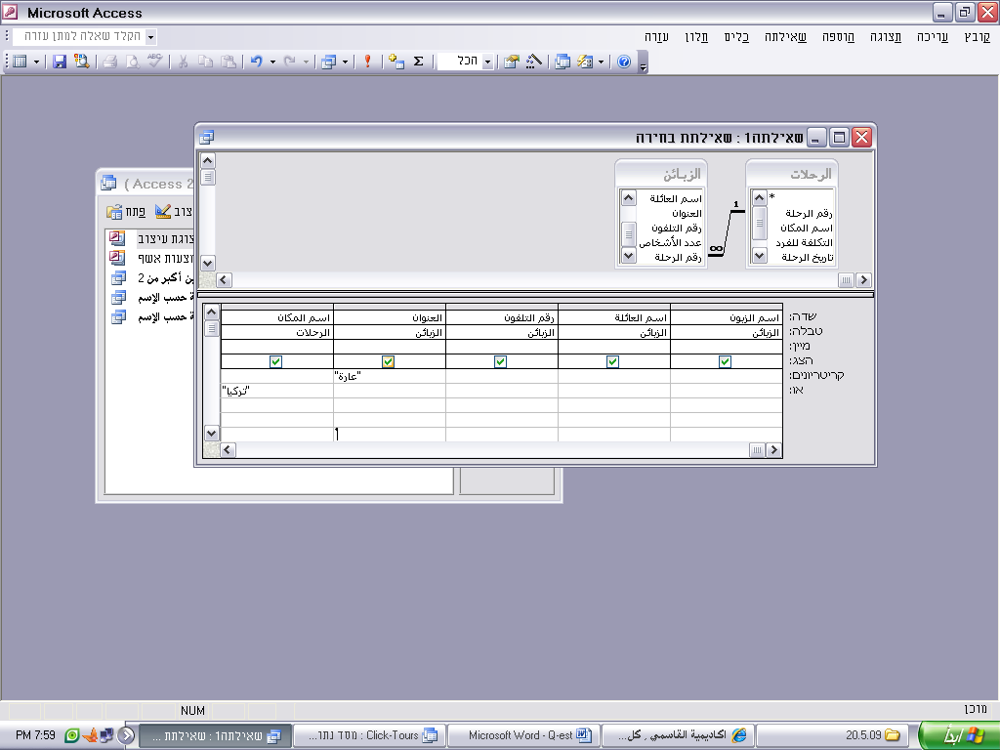 Microsoft Access
קובץ עריכה תצוגה הוספה שאילתה כלים חלון עזרה
הקלד שאלה למתן עזרה
הכל
שאילתה1 : שאילתת בחירה
الرحلات
*
رقم الرحلة
اسم المكان
التكلفة للفرد
تاريخ الرحلة
الزبائن
اسم العائلة
العنوان
رقم التلفون
عدد الأشخاص
رقم الرحلة
1
∞
שדה: اسم الزبون اسم العائلة رقم التلفون العنوان اسم المكان
טבלה: الزبائن الزبائن الزبائن الزبائن الرحلات
מיין:
הצג:
קריטריונים: "عارة"
או: "تركيا"
( Access 2
פתח
צוב
צוגת עיצוב
וצעות אשף
ين أكبر من 2
ة حسب الإسم
ة حسب الإسم
מוכן
NUM
ابدأ
20.5.09
اكاديمية القاسمي , كل...
Microsoft Word - Q-est
Click-Tours : מסד נתו...
שאילתה1 : שאילתת ...
PM 7:59